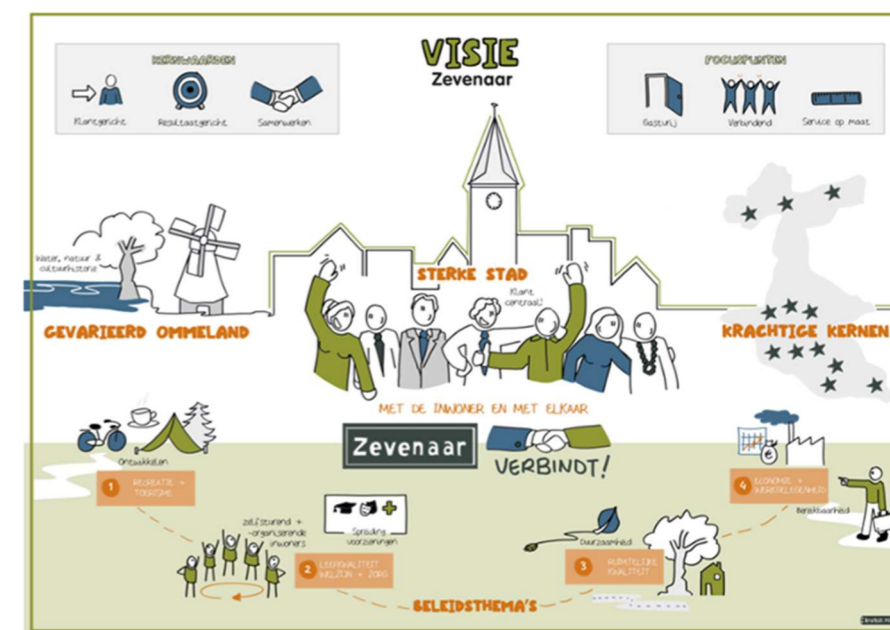 VISIE
Zevenaar
KERNWAARDEN
Klantgericht
Resultaatgericht
Samenwerken
FOCUSPUNTEN
Gastvrij
Verbindend
Service op maat
Water, natuur &
cultuurhistorie
GEVARIEERD OMMELAND
STERKE STAD
Klant
centraal!
KRACHTIGE KERNEN
MET DE INWONER EN MET ELKAAR
Zevenaar
VERBINDT!
Ontwikkelen
1 RECREATIE +
TOERISME
zelfsturend +
-organiserende
inwoners
Spreiding
voorzieningen
2 LEEFKWALITEIT
WELZIJN + ZORG
Duurzaamheid
3 RUIMTELIJKE
KWALITEIT
4 ECONOMIE +
WERKGELEGENHEID
Bereikbaarheid
BELEIDSTHEMA'S